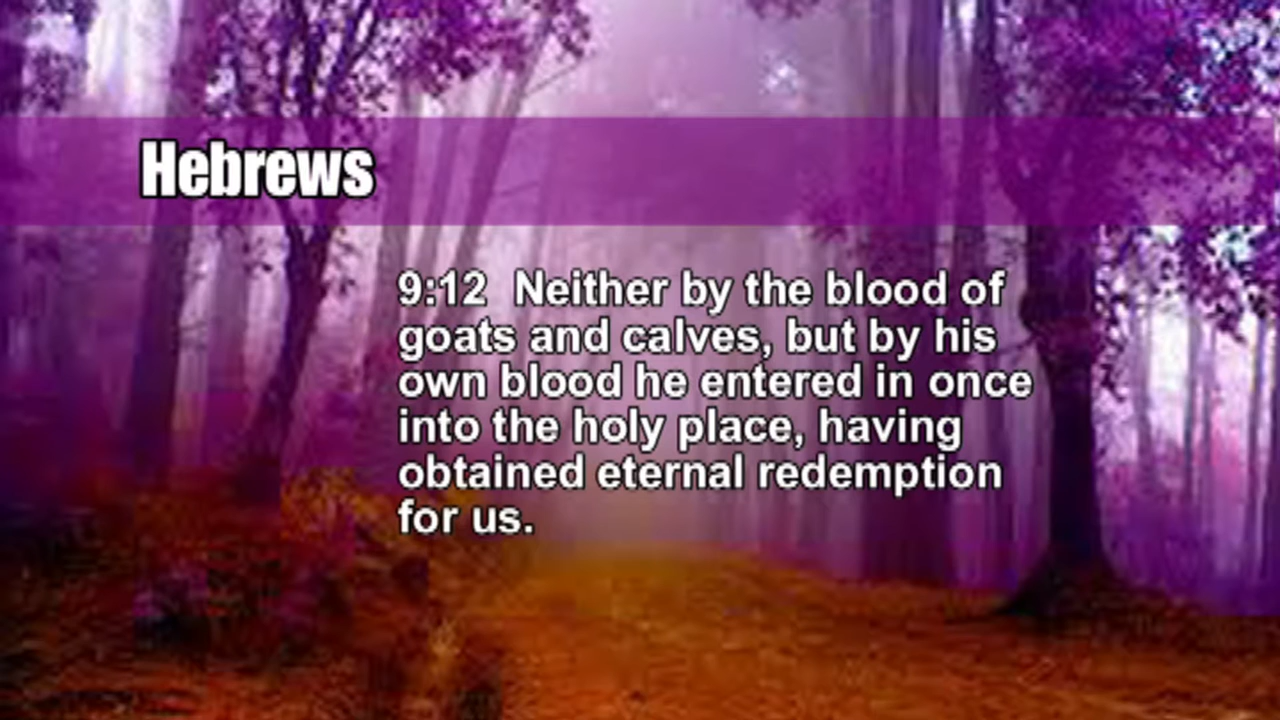 Hebrews
9:12  Neither by the blood of
goats and calves, but by his
own blood he entered in once
into the holy place, having
obtained eternal redemption
for us.